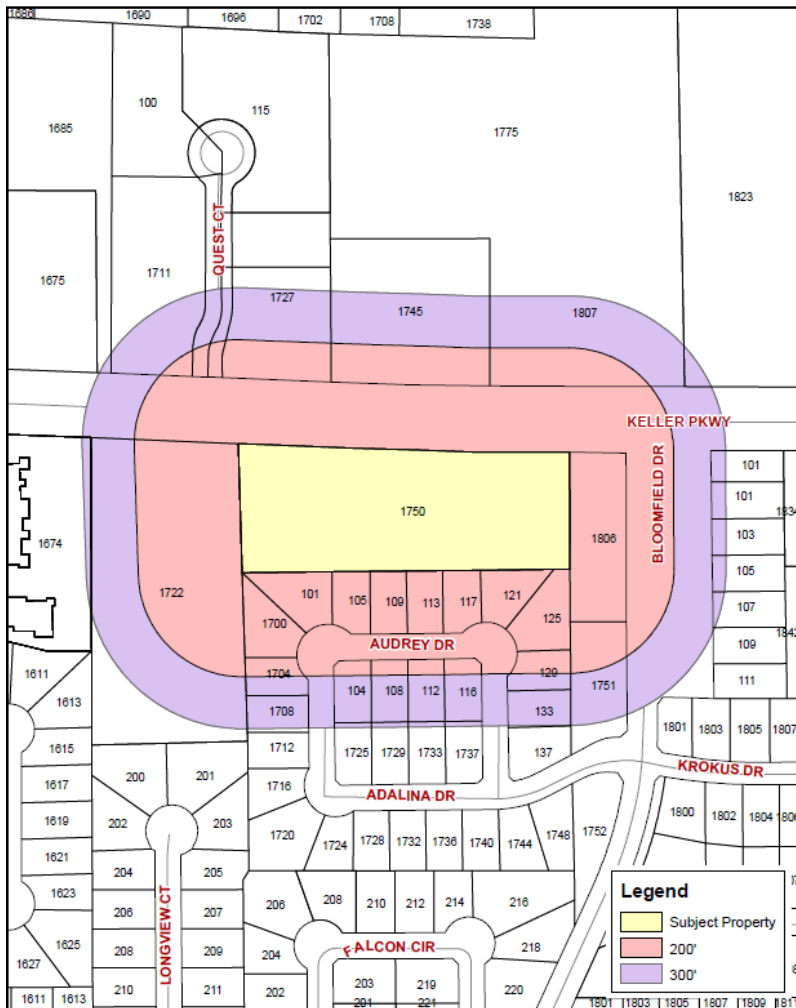 1686 1690 1696 1702 1708 1738
100 115
1685 1775
1823
QUEST CT
1675 1711
1727 1745 1807
KELLER PKWY
BLOOMFIELD DR
101
101
1750 1834
1806 103
1674
105
1722 101 105 109 113 117 121
107
1700 125 1842
AUDREY DR 109
1704 129
111
1611 104 108 112 116 1751
1613 1708 133
1801 1803 1805 1807
1615 1712 1725 1729 1733 1737 137
KRONUS DR
200 201
1617 1716 ADALINA DR
1619 202 203 1800 1802 1804 1806
1720 1724 1728 1732 1736 1740 1744 1748 1752
1621
204 205
1623 206 208 210 212 214 216
206 207
LONGVIEW CT
1625 FALCON CIR
208 209 204 218
1627
210 211 202 203 219 220
1611 1613 201 221 1801 1803 1805 1807 1809 1811
Legend
Subject Property
200'
300'